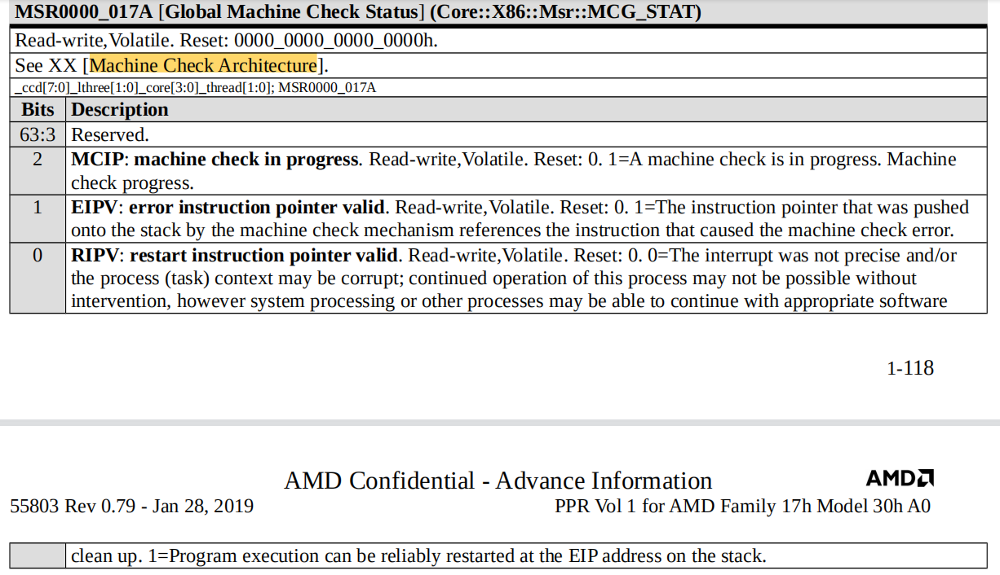 MSR0000_017A [Global Machine Check Status] (Core::X86::Msr::MCG_STAT)
Read-write,Volatile. Reset: 0000_0000_0000_0000h.
See XX [Machine Check Architecture].
_ccd[7:0]_lthree[1:0]_core[3:0]_thread[1:0]; MSR0000_017A
Bits Description
63:3 Reserved.
2 MCIP: machine check in progress. Read-write,Volatile. Reset: 0. 1=A machine check is in progress. Machine
check progress.
1 EIPV: error instruction pointer valid. Read-write,Volatile. Reset: 0. 1=The instruction pointer that was pushed
onto the stack by the machine check mechanism references the instruction that caused the machine check error.
0 RIPV: restart instruction pointer valid. Read-write,Volatile. Reset: 0. 0=The interrupt was not precise and/or
the process (task) context may be corrupt; continued operation of this process may not be possible without
intervention, however system processing or other processes may be able to continue with appropriate software
1-118
AMD Confidential - Advance Information AMD
55803 Rev 0.79 - Jan 28, 2019 PPR Vol 1 for AMD Family 17h Model 30h A0
clean up. 1=Program execution can be reliably restarted at the EIP address on the stack.